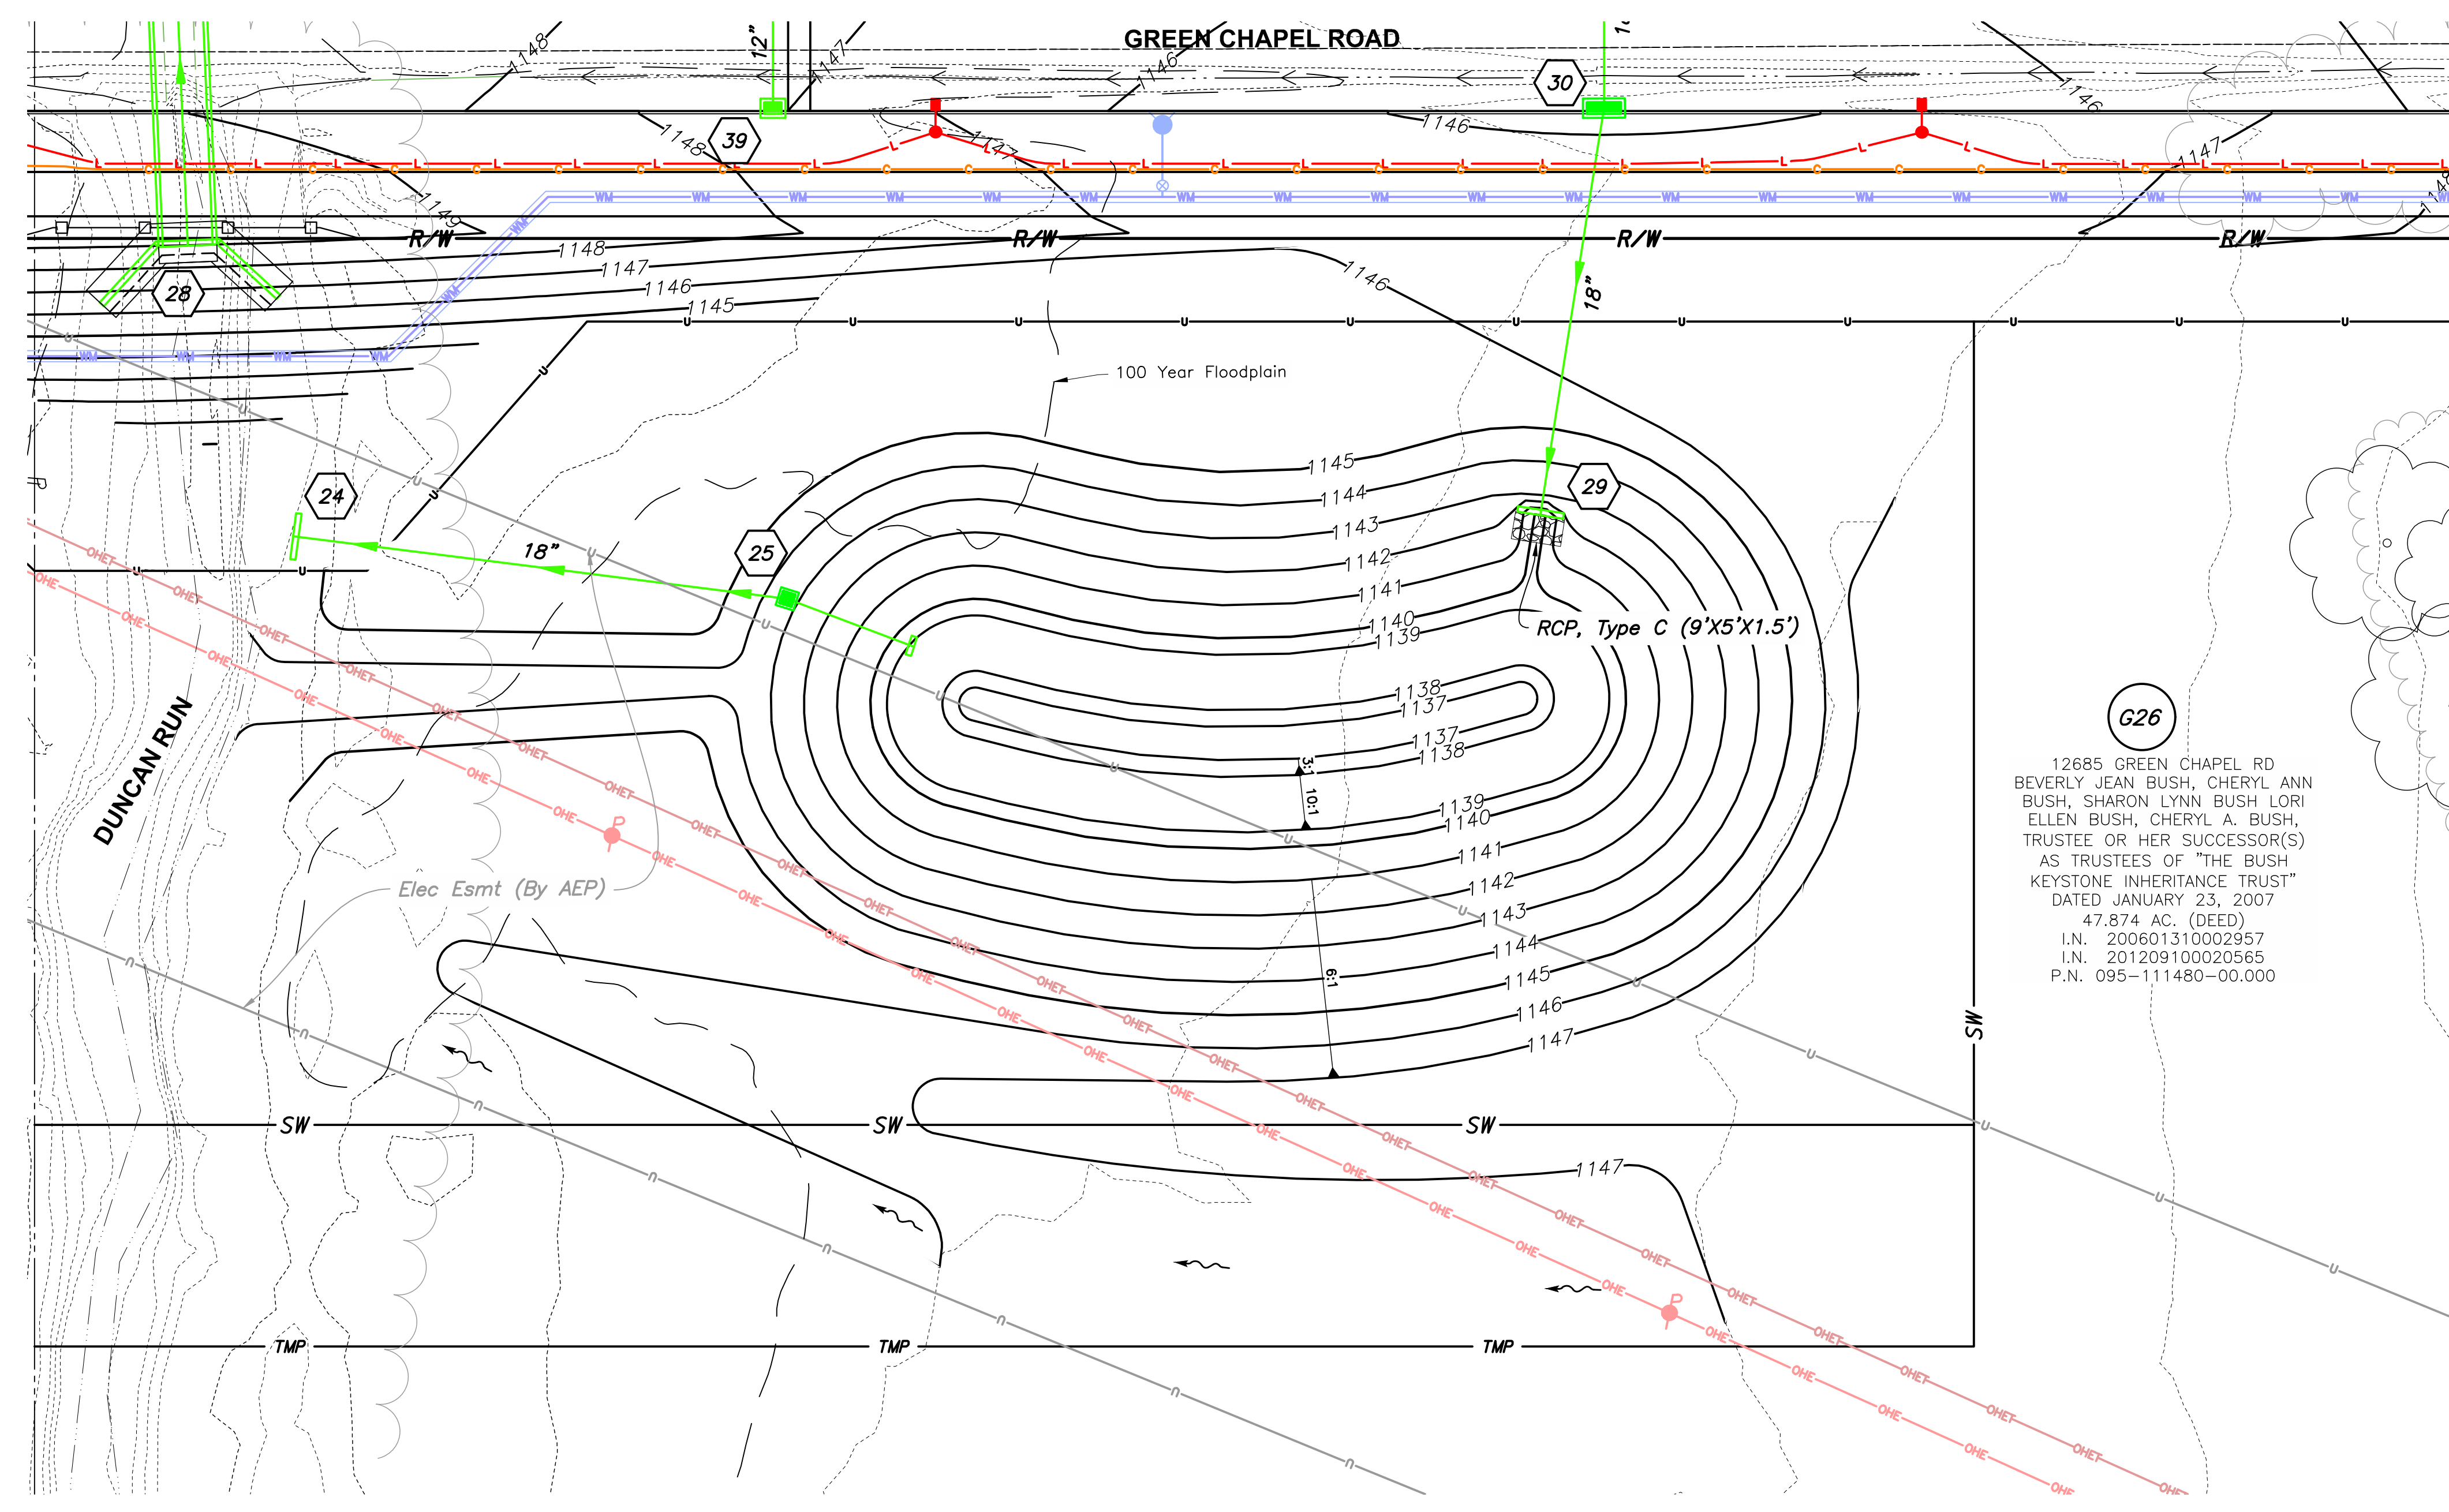 GREEN CHAPEL ROAD
1148
12"
1147
1146
30
1146
39
1148
1147
1146
1147
1149
R/W
R/W
R/W
R/W
1148
1147
1146
1145
1146
28
18"
100 Year Floodplain
24
18"
25
29
1145
1144
1143
1142
1141
1140
1139
RCP, Type C (9'X5'X1.5')
1138
1137
1137
1138
3:1
10:1
1139
1140
1141
1142
1143
1144
1145
1146
1147
6:1
DUNCAN RUN
Elec Esmt (By AEP)
P
G26
12685 GREEN CHAPEL RD
BEVERLY JEAN BUSH, CHERYL ANN
BUSH, SHARON LYNN BUSH LORI
ELLEN BUSH, CHERYL A. BUSH,
TRUSTEE OR HER SUCCESSOR(S)
AS TRUSTEES OF "THE BUSH
KEYSTONE INHERITANCE TRUST"
DATED JANUARY 23, 2007
47.874 AC. (DEED)
I.N. 200601310002957
I.N. 201209100020565
P.N. 095-111480-00.000
SW
SW
SW
SW
1147
P
TMP
TMP
TMP
L
C
WM
U
OHE
OHET